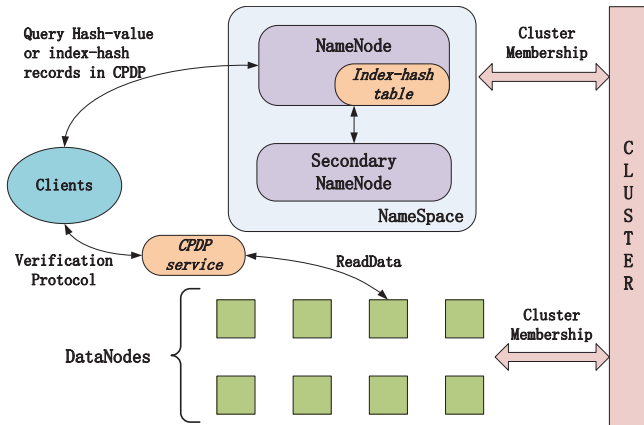 Query Hash-value
or index-hash
records in CPDP
NameNode
Index-hash
table
Secondary
NameNode
NameSpace
Cluster
Membership
Clients
Verification
Protocol
CPDP
service
ReadData
DataNodes
Cluster
Membership
C
L
U
S
T
E
R